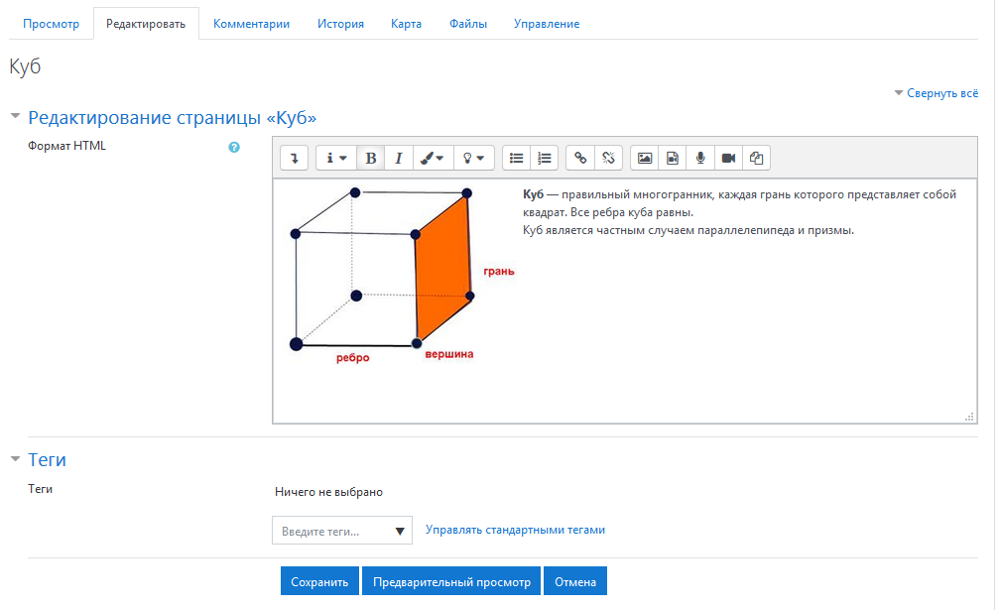 Просмотр Редактировать Комментарии История Карта Файлы Управление
Куб
Свернуть всё
Редактирование страницы «Куб»
Формат HTML
B I
Куб — правильный многогранник, каждая грань которого представляет собой
квадрат. Все ребра куба равны.
Куб является частным случаем параллелепипеда и призмы.
грань
вершина
ребро
Теги
Теги
Ничего не выбрано
Введите теги...
Управлять стандартными тегами
Сохранить Предварительный просмотр Отмена